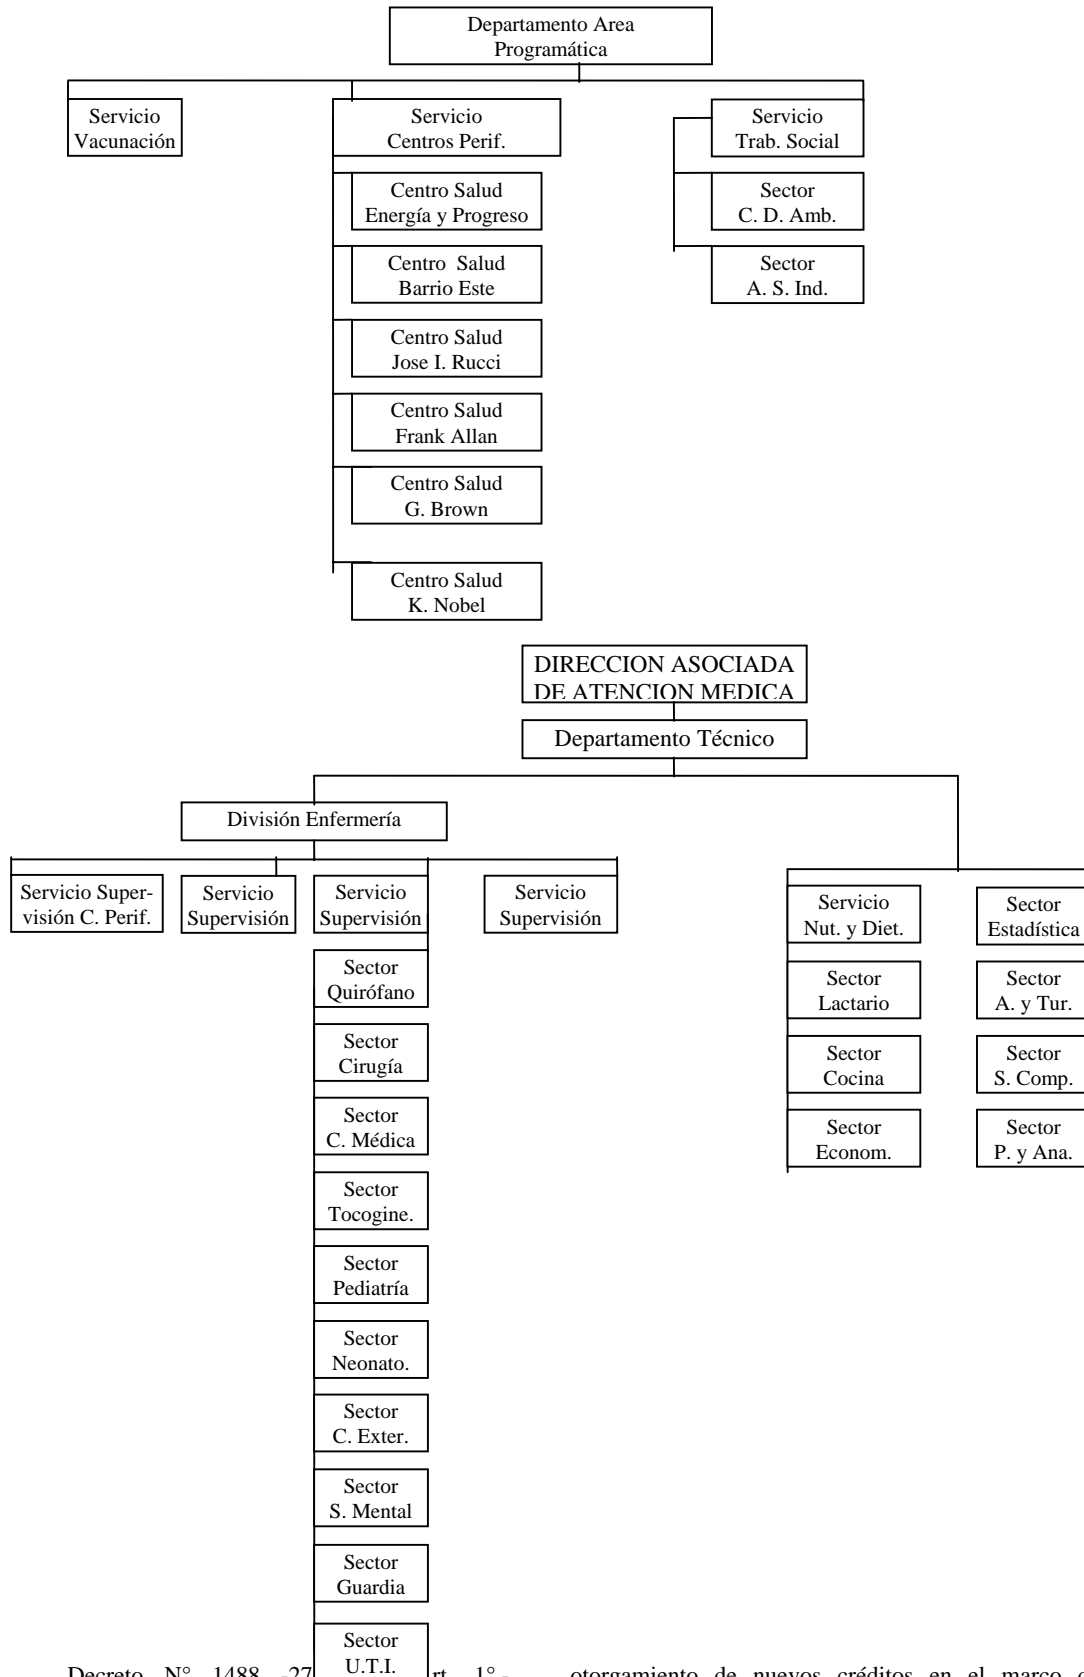 Departamento Area
Programática
Servicio
Vacunación
Servicio
Centros Perif.
Servicio
Trab. Social
Centro Salud
Energía y Progreso
Sector
C. D. Amb.
Centro Salud
Barrio Este
Sector
A. S. Ind.
Centro Salud
Jose I. Rucci
Centro Salud
Frank Allan
Centro Salud
G. Brown
Centro Salud
K. Nobel
DIRECCION ASOCIADA
DE ATENCION MEDICA
Departamento Técnico
División Enfermería
Servicio Super-
visión C. Perif.
Servicio
Supervisión
Servicio
Supervisión
Servicio
Supervisión
Servicio
Nut. y Diet.
Sector
Estadística
Sector
Quirófano
Sector
Lactario
Sector
A. y Tur.
Sector
Cirugía
Sector
Cocina
Sector
S. Comp.
Sector
C. Médica
Sector
Econom.
Sector
P. y Ana.
Sector
Tocogine.
Sector
Pediatría
Sector
Neonato.
Sector
C. Exter.
Sector
S. Mental
Sector
Guardia
Sector
U.T.I.
Decreto N° 1488 -27 rt. 1°.-
otorgamiento de nuevos créditos en el marco